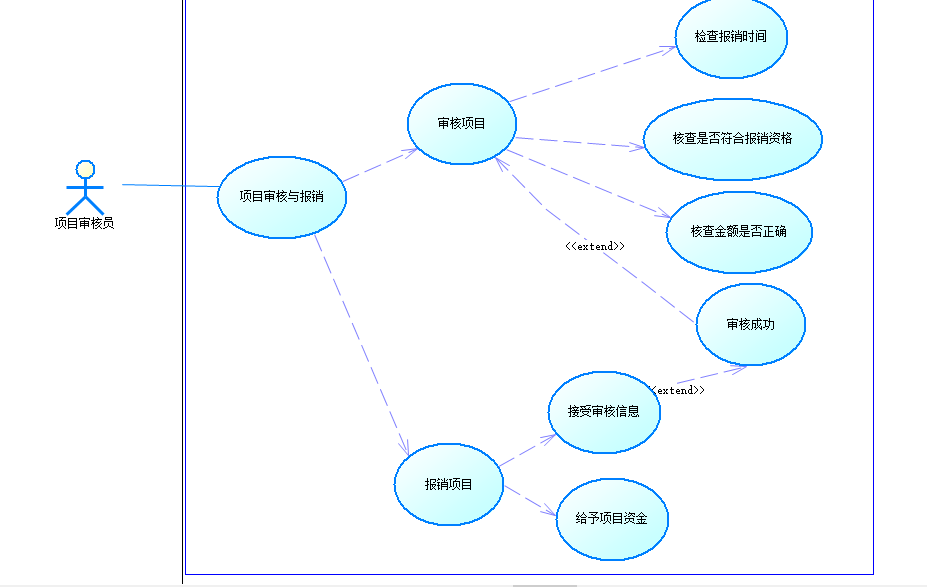 检查报销时间
审核项目
核查是否符合报销资格
项目审核与报销
项目审核员
核查金额是否正确
<<extend>>
审核成功
<extend>>
接受审核信息
报销项目
给予项目资金